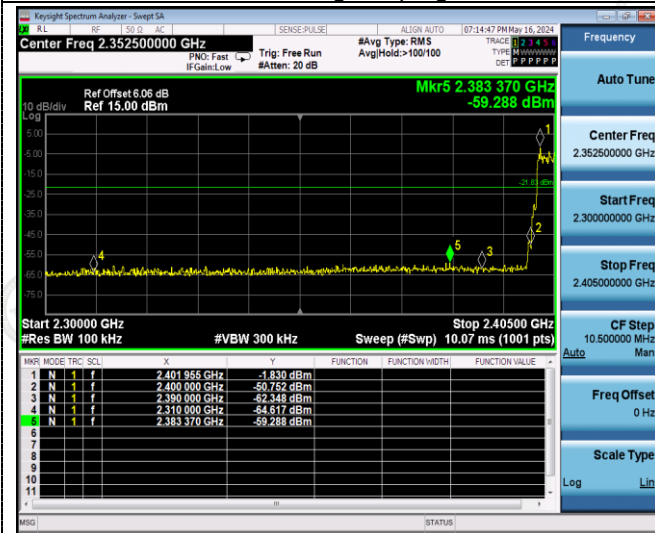 Keysight Spectrum Analyzer - Swept SA
RL RF 50 Ω AC SENSE:PULSE ALIGN AUTO 07:14:47 PM May 16, 2024
Center Freq 2.352500000 GHz
PNO: Fast
IFGain:Low
Trig: Free Run
#Atten: 20 dB
#Avg Type: RMS
Avg|Hold:>100/100
TRACE 1 2 3 4 5 6
TYPE M WWWWW
DET P P P P P P
Ref Offset 6.06 dB
Ref 15.00 dBm
10 dB/div
Log
Mkr5 2.383 370 GHz
-59.288 dBm
5.00
-5.00
-15.0
-25.0
-35.0
-45.0
-55.0
-65.0
-75.0
1
-21.83 dBm
2
5
3
4
Start 2.30000 GHz
Stop 2.40500 GHz
#Res BW 100 kHz
#VBW 300 kHz
Sweep (#Swp) 10.07 ms (1001 pts)
MKR MODE TRC SCL X Y FUNCTION FUNCTION WIDTH FUNCTION VALUE
1 N 1 f 2.401 955 GHz -1.830 dBm
2 N 1 f 2.400 000 GHz -50.752 dBm
3 N 1 f 2.390 000 GHz -62.348 dBm
4 N 1 f 2.310 000 GHz -64.617 dBm
5 N 1 f 2.383 370 GHz -59.288 dBm
6
7
8
9
10
11
MSG
STATUS
Frequency
Auto Tune
Center Freq
2.352500000 GHz
Start Freq
2.300000000 GHz
Stop Freq
2.405000000 GHz
CF Step
10.500000 MHz
Auto Man
Freq Offset
0 Hz
Scale Type
Log Lin